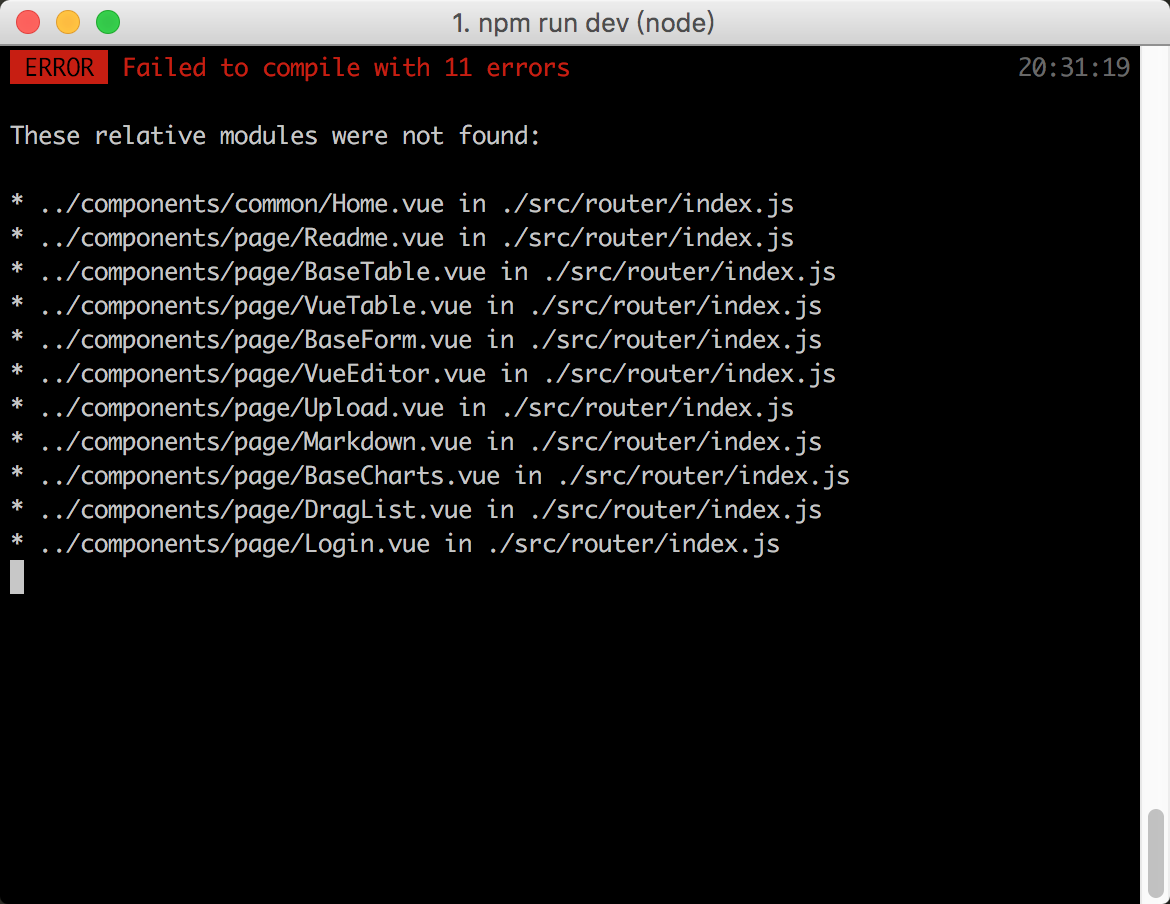 1. npm run dev (node)
ERROR Failed to compile with 11 errors 20:31:19
These relative modules were not found:
* ../components/common/Home.vue in ./src/router/index.js
* ../components/page/Readme.vue in ./src/router/index.js
* ../components/page/BaseTable.vue in ./src/router/index.js
* ../components/page/VueTable.vue in ./src/router/index.js
* ../components/page/BaseForm.vue in ./src/router/index.js
* ../components/page/VueEditor.vue in ./src/router/index.js
* ../components/page/Upload.vue in ./src/router/index.js
* ../components/page/Markdown.vue in ./src/router/index.js
* ../components/page/BaseCharts.vue in ./src/router/index.js
* ../components/page/DragList.vue in ./src/router/index.js
* ../components/page/Login.vue in ./src/router/index.js